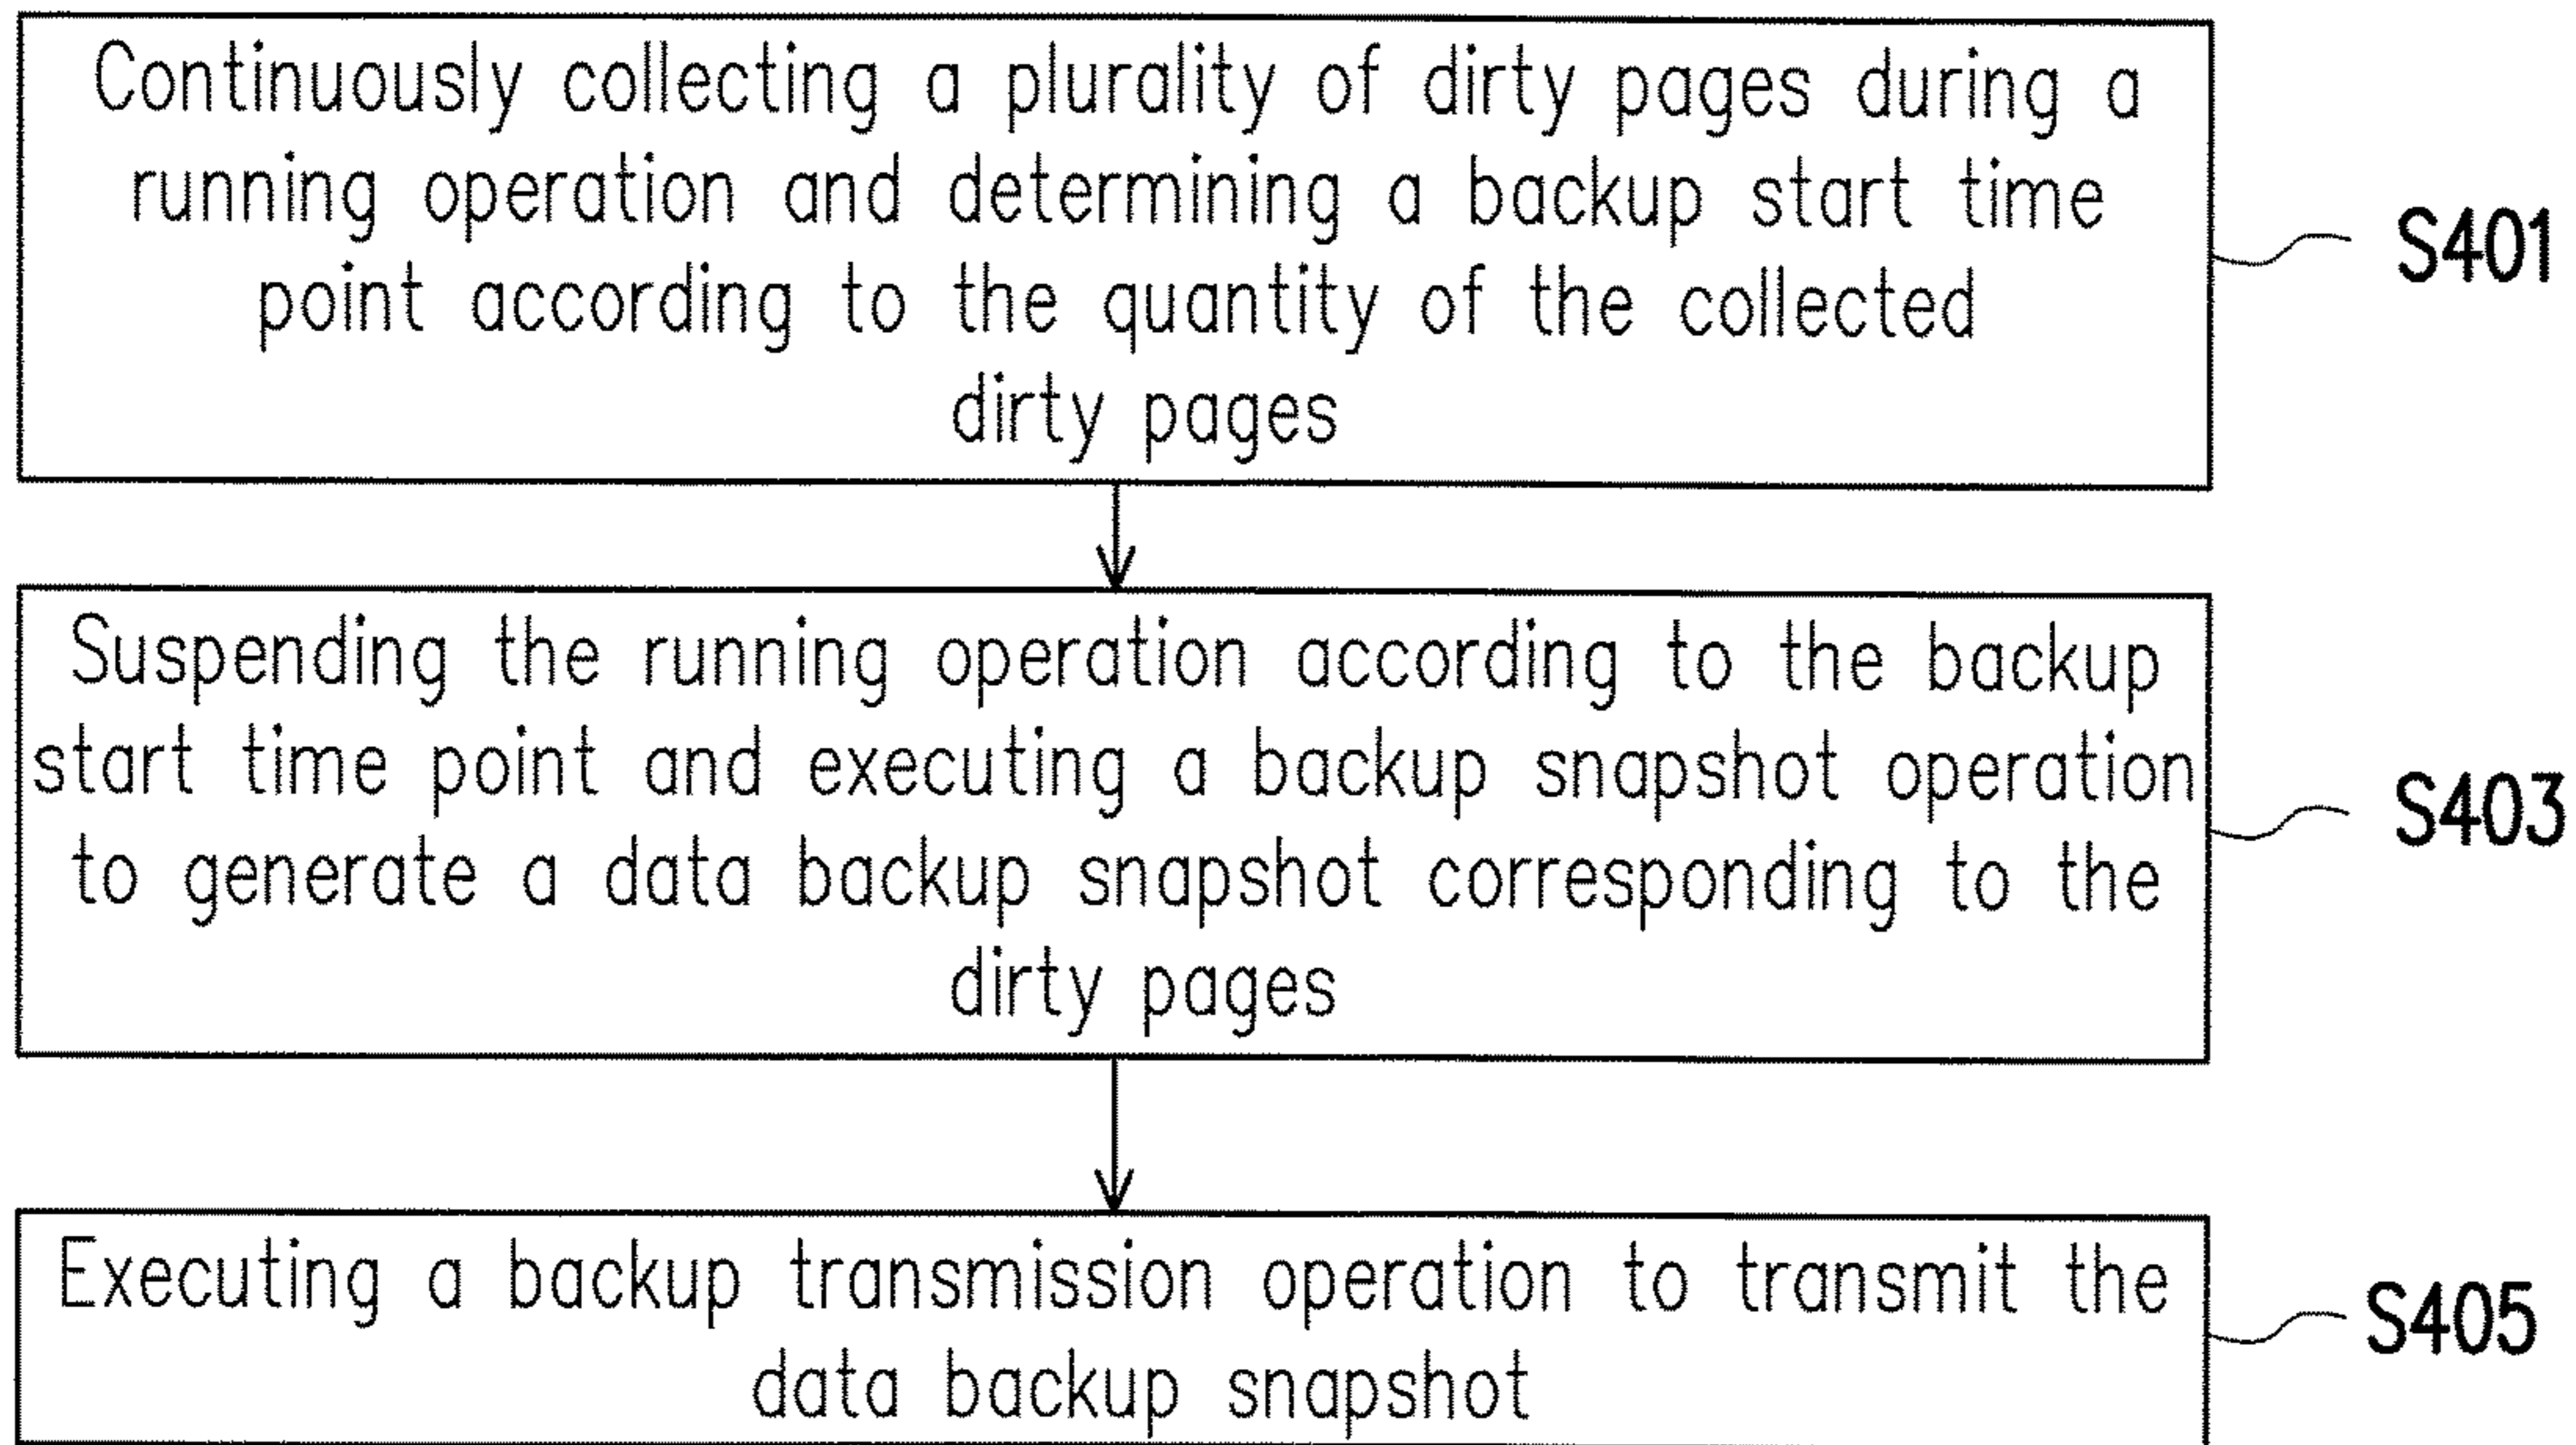 Continuously collecting a plurality of dirty pages during a
running operation and determining a backup start time
point according to the quantity of the collected
dirty pages
S401
Suspending the running operation according to the backup
start time point and executing a backup snapshot operation
to generate a data backup snapshot corresponding to the
dirty pages
S403
Executing a backup transmission operation to transmit the
data backup snapshot
S405